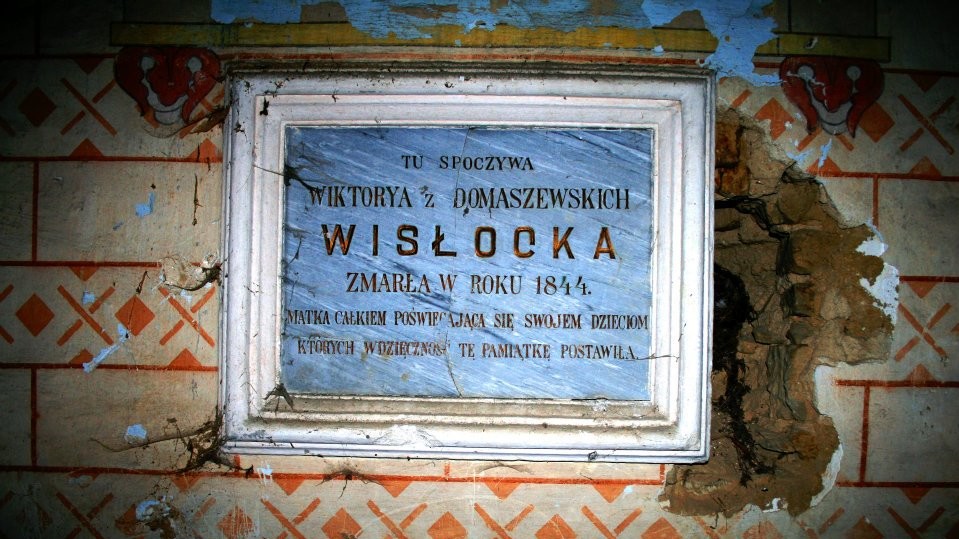 TU SPOCZYWA
WIKTORYA Z DOMASZEWSKICH
WISŁOCKA
ZMARŁA W ROKU 1844.
MATKA CAŁKIEM POŚWIĘCAJĄCA SIĘ SWOJEM DZIECIOM
KTÓRYCH WDZIĘCZNOŚĆ TĘ PAMIĄTKĘ POSTAWIŁA.